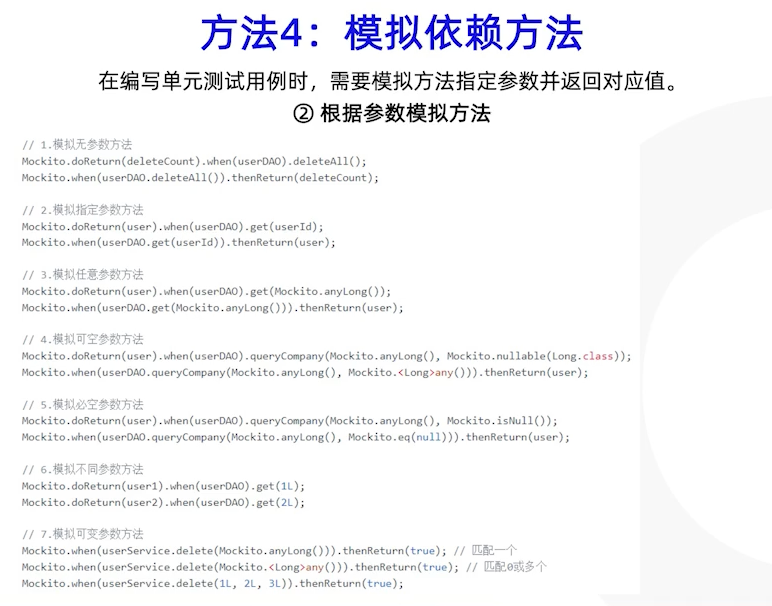 方法4：模拟依赖方法
在编写单元测试用例时，需要模拟方法指定参数并返回对应值。
② 根据参数模拟方法
// 1.模拟无参数方法
Mockito.doReturn(deleteCount).when(userDAO).deleteAll();
Mockito.when(userDAO.deleteAll()).thenReturn(deleteCount);
// 2.模拟指定参数方法
Mockito.doReturn(user).when(userDAO).get(userId);
Mockito.when(userDAO.get(userId)).thenReturn(user);
// 3.模拟任意参数方法
Mockito.doReturn(user).when(userDAO).get(Mockito.anyLong());
Mockito.when(userDAO.get(Mockito.anyLong())).thenReturn(user);
// 4.模拟可空参数方法
Mockito.doReturn(user).when(userDAO).queryCompany(Mockito.anyLong(), Mockito.nullable(Long.class));
Mockito.when(userDAO.queryCompany(Mockito.anyLong(), Mockito.<Long>any())).thenReturn(user);
// 5.模拟必空参数方法
Mockito.doReturn(user).when(userDAO).queryCompany(Mockito.anyLong(), Mockito.isNull());
Mockito.when(userDAO.queryCompany(Mockito.anyLong(), Mockito.eq(null))).thenReturn(user);
// 6.模拟不同参数方法
Mockito.doReturn(user1).when(userDAO).get(1L);
Mockito.doReturn(user2).when(userDAO).get(2L);
// 7.模拟可变参数方法
Mockito.when(userService.delete(Mockito.anyLong())).thenReturn(true); // 匹配一个
Mockito.when(userService.delete(Mockito.<Long>any())).thenReturn(true); // 匹配0或多个
Mockito.when(userService.delete(1L, 2L, 3L)).thenReturn(true);